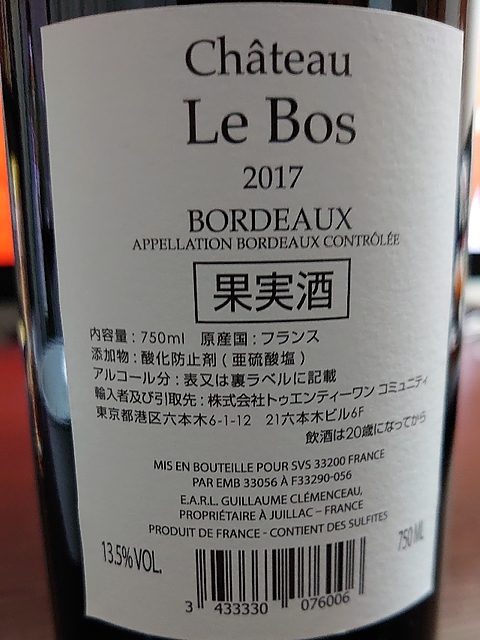 Château
Le Bos
2017
BORDEAUX
APPELLATION BORDEAUX CONTRÔLÉE
果実酒
内容量：750ml　原産国：フランス
添加物：酸化防止剤（亜硫酸塩）
アルコール分：表又は裏ラベルに記載
輸入者及び引取先：株式会社トゥエンティーワン コミュニティ
東京都港区六本木6-1-12　21六本木ビル6F
飲酒は20歳になってから
MIS EN BOUTEILLE POUR SVS 33200 FRANCE
PAR EMB 33056 À F33290-056
E.A.R.L. GUILLAUME CLÉMENCEAU,
PROPRIÉTAIRE À JUILLAC – FRANCE
PRODUIT DE FRANCE - CONTIENT DES SULFITES
13.5% VOL.
750 ML
3 433330 076006